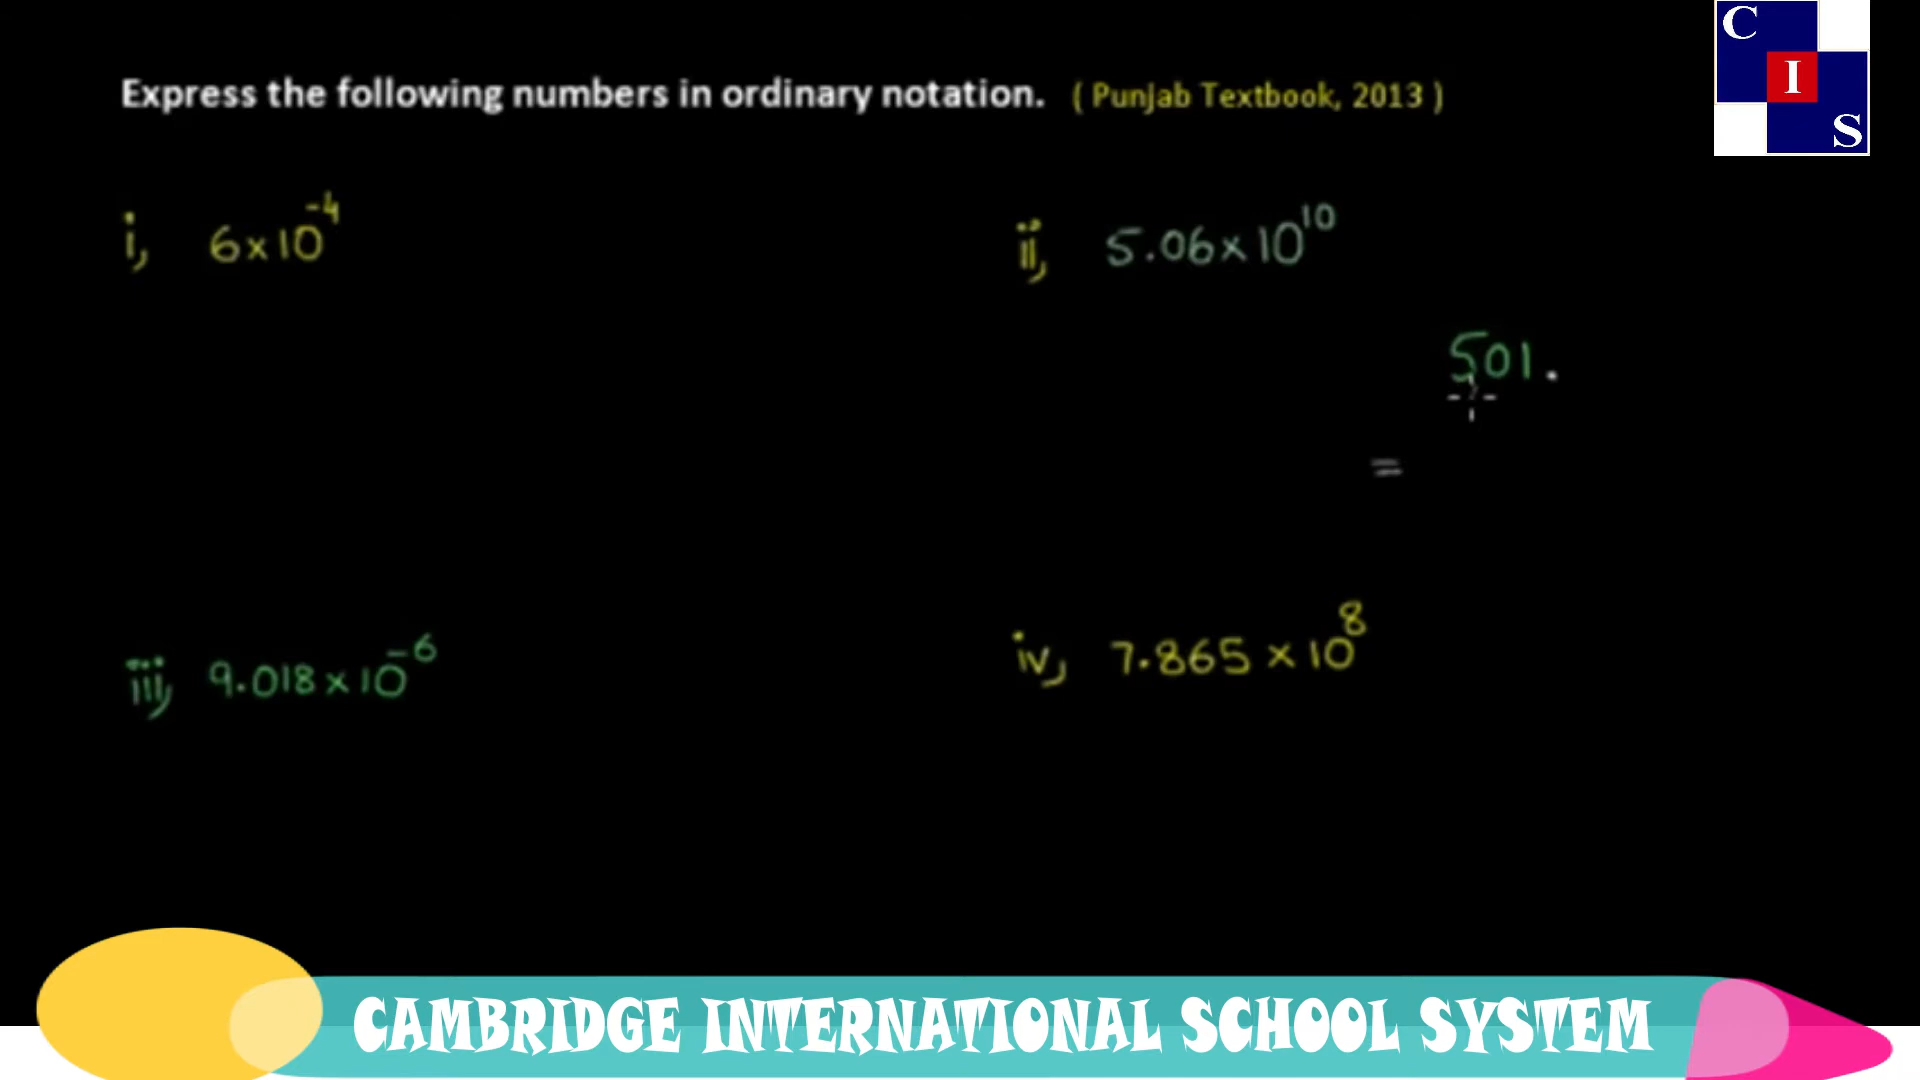 C
I
S
Express the following numbers in ordinary notation. ( Punjab Textbook, 2013 )
i, 6×10⁻⁴
ii, 5.06×10¹⁰
501.
=
iii, 9.018×10⁻⁶
iv, 7.865×10⁸
CAMBRIDGE INTERNATIONAL SCHOOL SYSTEM